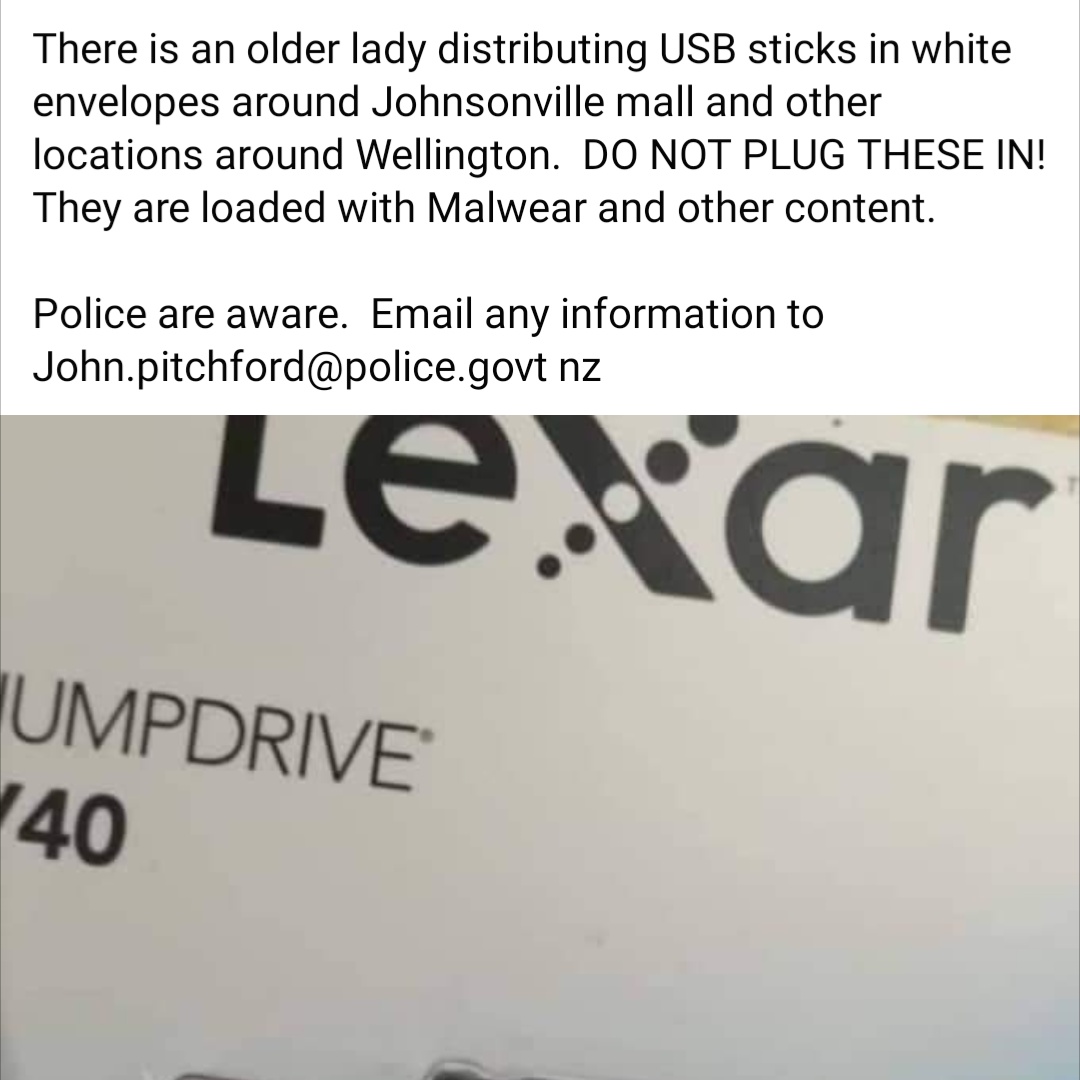 There is an older lady distributing USB sticks in white
envelopes around Johnsonville mall and other
locations around Wellington.  DO NOT PLUG THESE IN!
They are loaded with Malwear and other content.
Police are aware.  Email any information to
John.pitchford@police.govt nz
Lexar
JUMPDRIVE
V40